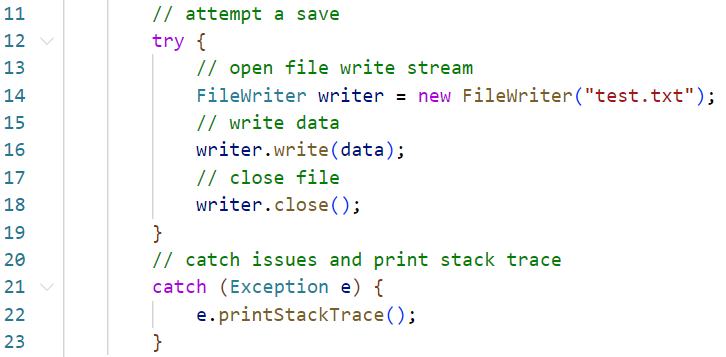 11 // attempt a save
12 try {
13 // open file write stream
14 FileWriter writer = new FileWriter("test.txt");
15 // write data
16 writer.write(data);
17 // close file
18 writer.close();
19 }
20 // catch issues and print stack trace
21 catch (Exception e) {
22 e.printStackTrace();
23 }